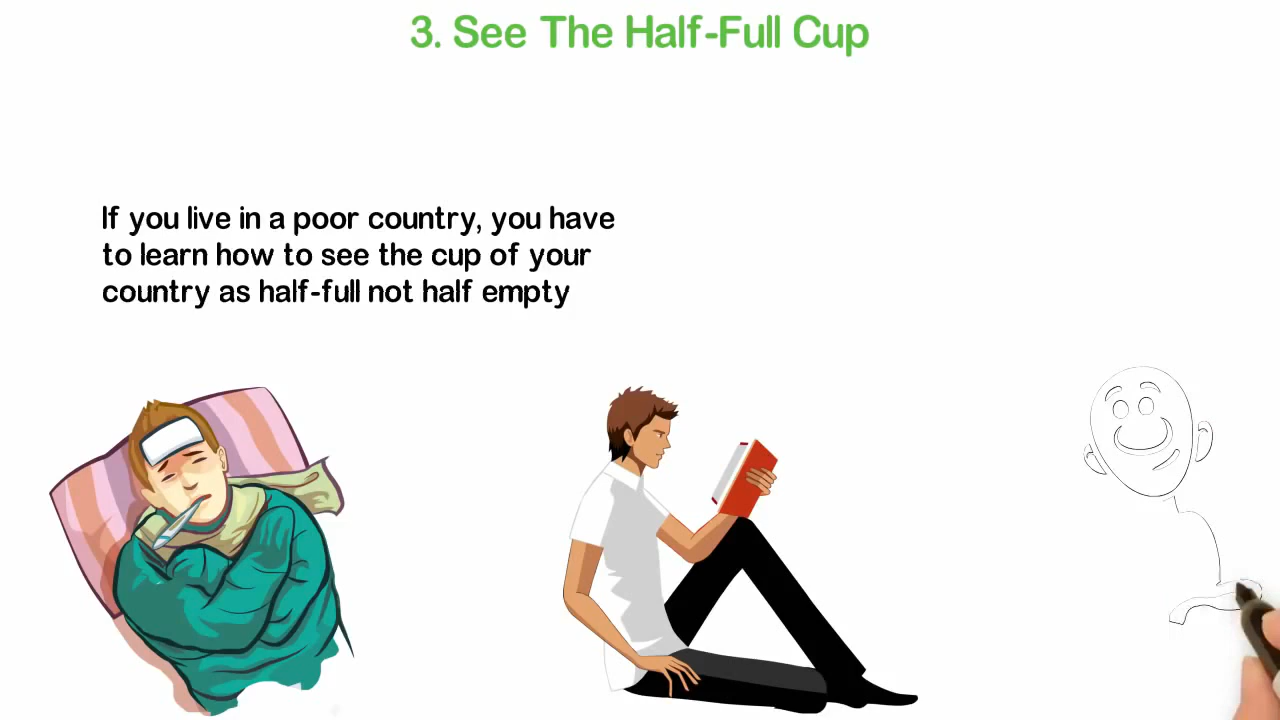 3. See The Half-Full Cup
If you live in a poor country, you have
to learn how to see the cup of your
country as half-full not half empty